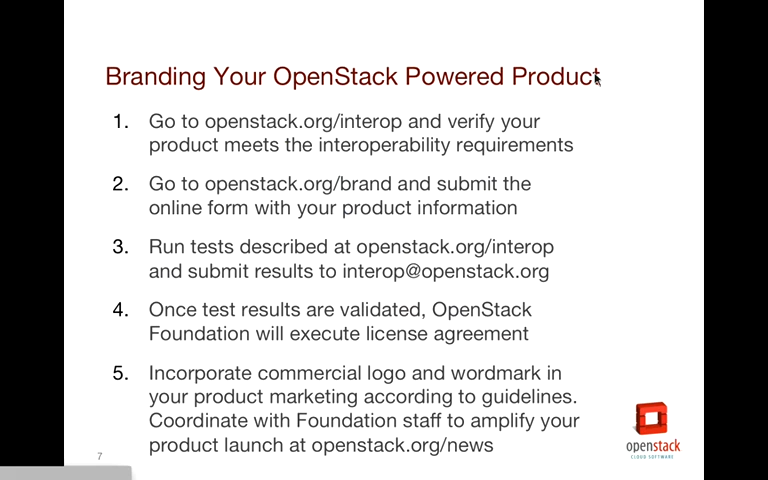 Branding Your OpenStack Powered Product
1. Go to openstack.org/interop and verify your
product meets the interoperability requirements
2. Go to openstack.org/brand and submit the
online form with your product information
3. Run tests described at openstack.org/interop
and submit results to interop@openstack.org
4. Once test results are validated, OpenStack
Foundation will execute license agreement
5. Incorporate commercial logo and wordmark in
your product marketing according to guidelines.
Coordinate with Foundation staff to amplify your
product launch at openstack.org/news
7
openstack
CLOUD SOFTWARE